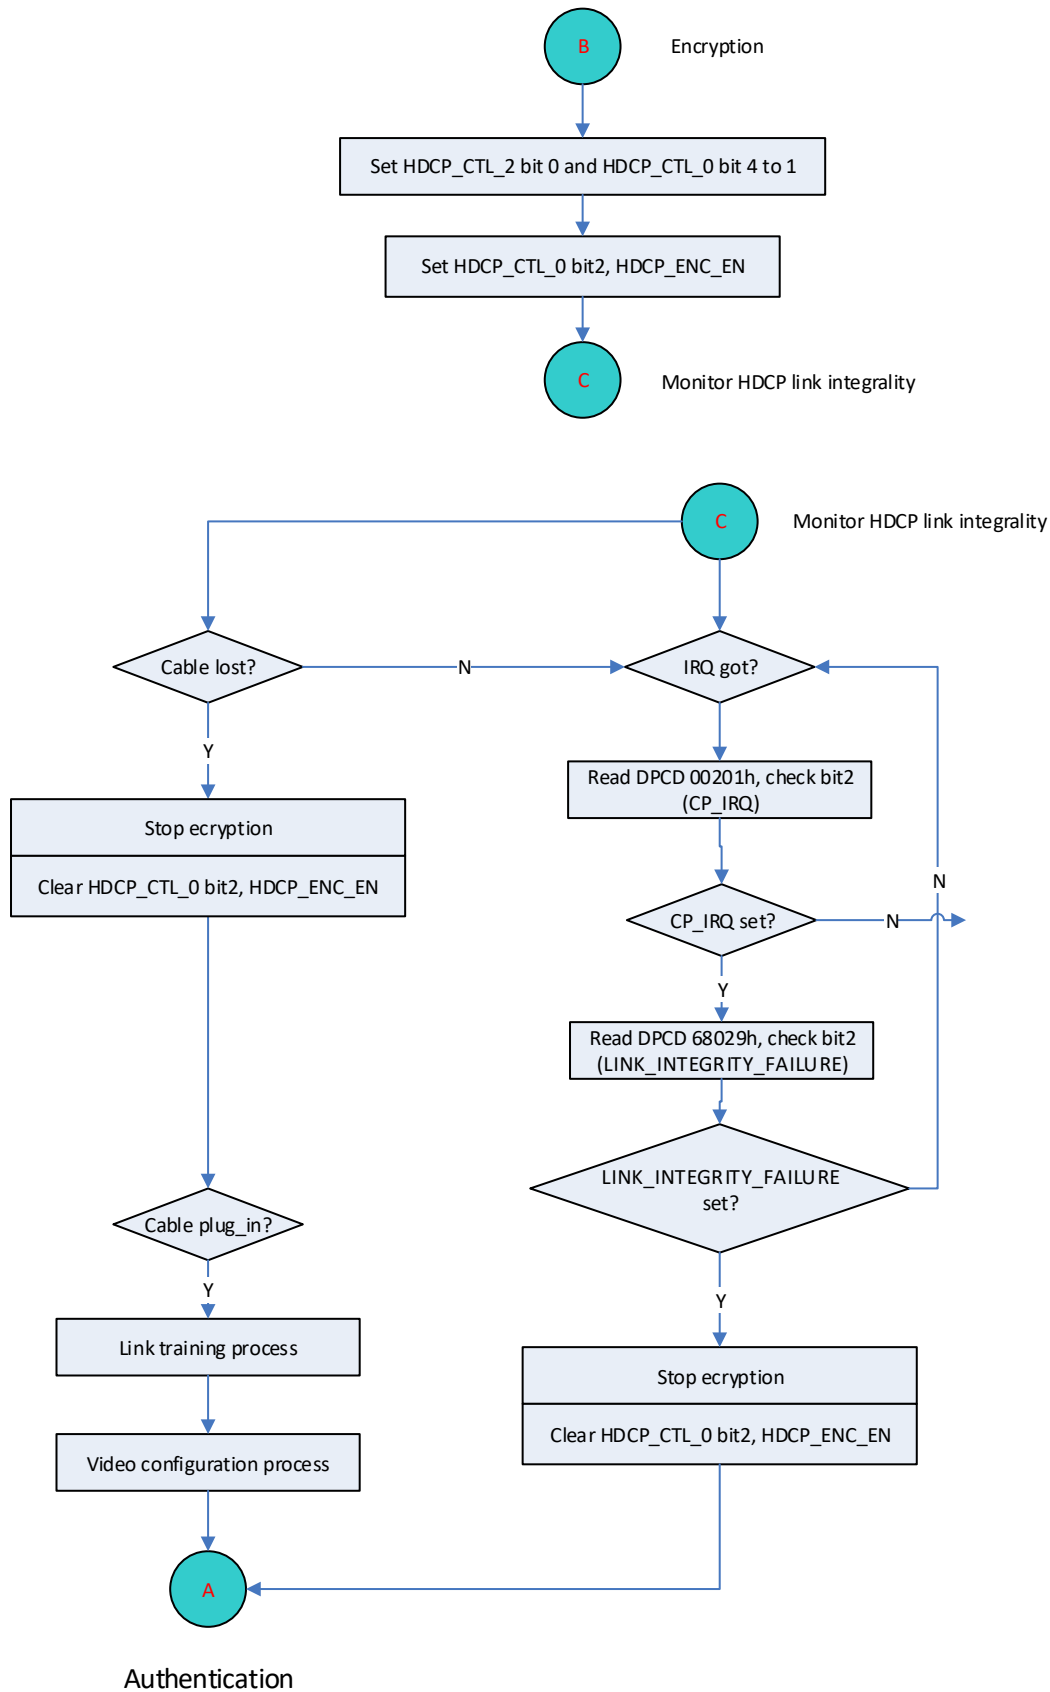 B
Encryption
Set HDCP_CTL_2 bit 0 and HDCP_CTL_0 bit 4 to 1
Set HDCP_CTL_0 bit2, HDCP_ENC_EN
C
Monitor HDCP link integrality
C
Monitor HDCP link integrality
Cable lost?
N
IRQ got?
Y
Read DPCD 00201h, check bit2
(CP_IRQ)
Stop ecryption
Clear HDCP_CTL_0 bit2, HDCP_ENC_EN
N
CP_IRQ set?
N
Y
Read DPCD 68029h, check bit2
(LINK_INTEGRITY_FAILURE)
LINK_INTEGRITY_FAILURE
set?
Cable plug_in?
Y
Y
Link training process
Stop ecryption
Clear HDCP_CTL_0 bit2, HDCP_ENC_EN
Video configuration process
A
Authentication